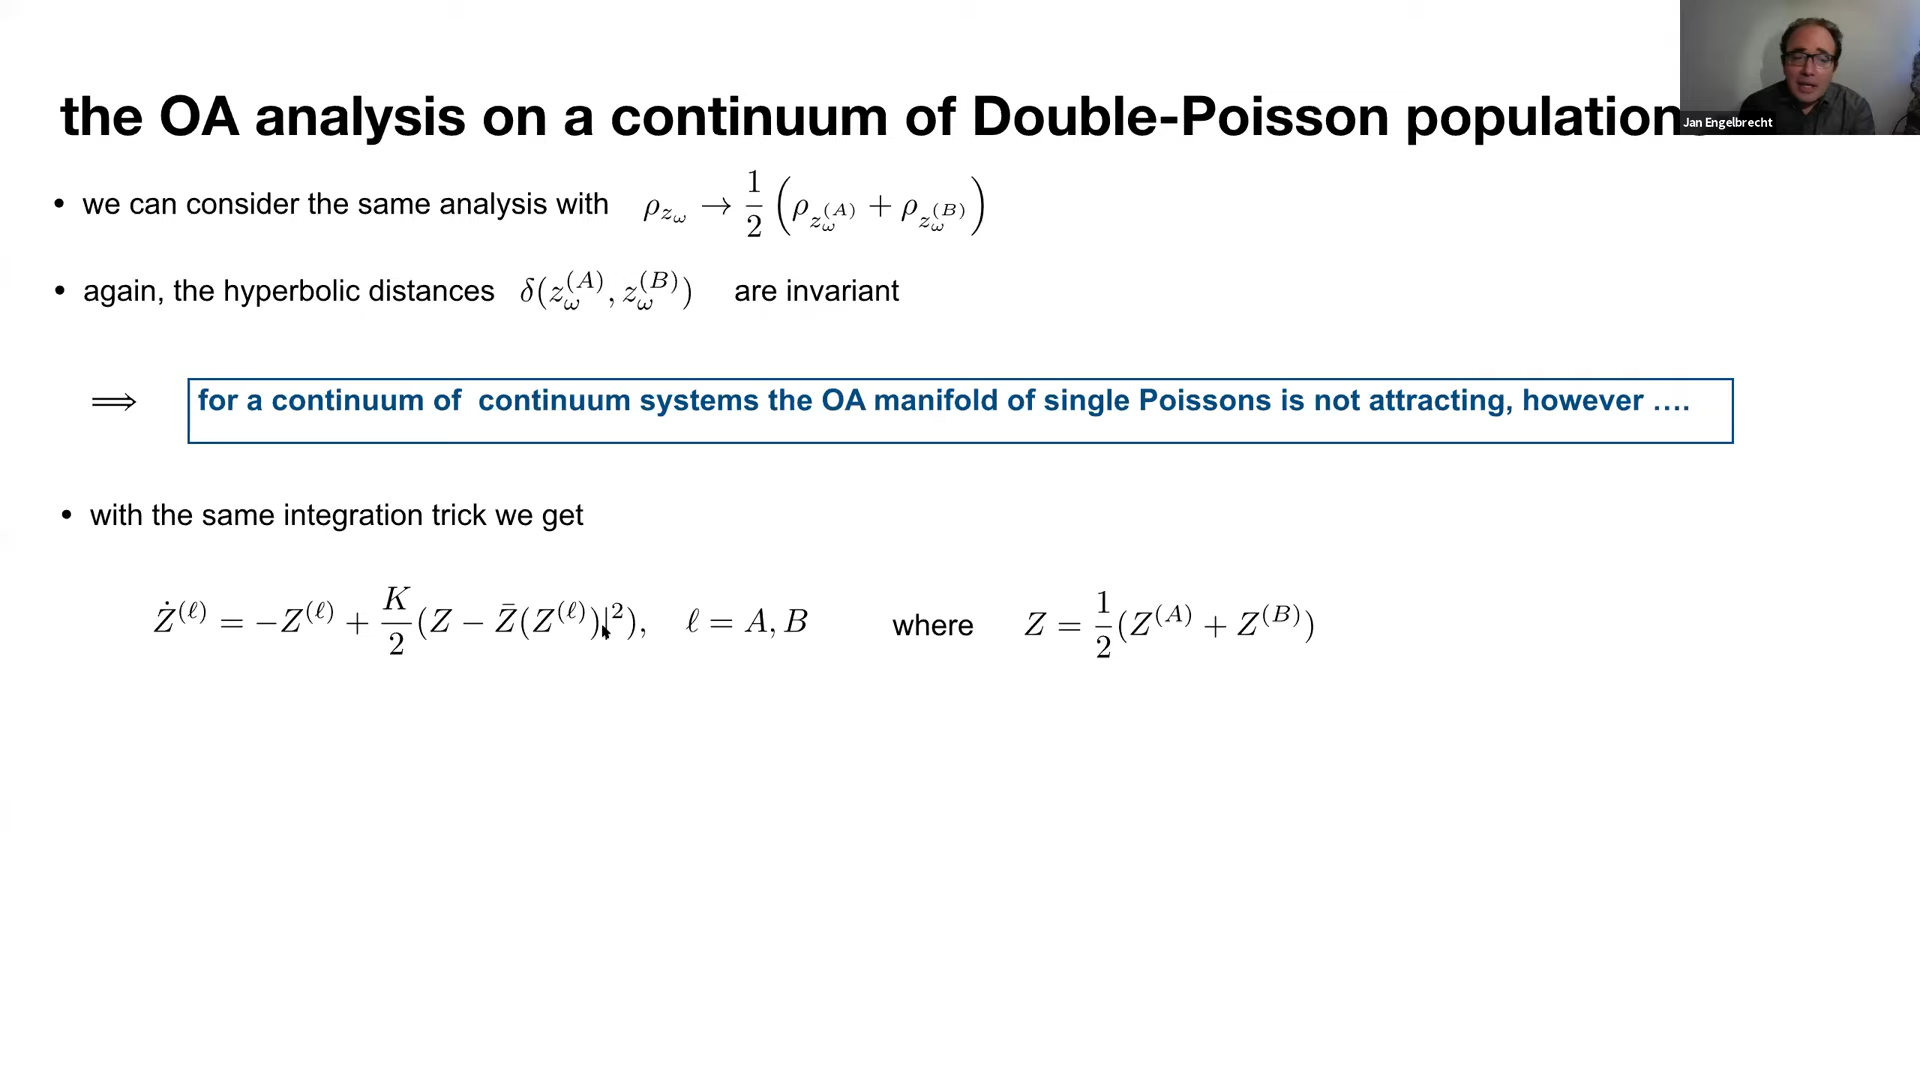 the OA analysis on a continuum of Double-Poisson population
Jan Engelbrecht
• we can consider the same analysis with ρ_{z_ω} → 1/2 (ρ_{z_ω^{(A)}} + ρ_{z_ω^{(B)}})
• again, the hyperbolic distances δ(z_ω^{(A)}, z_ω^{(B)}) are invariant
⟹ for a continuum of continuum systems the OA manifold of single Poissons is not attracting, however ….
• with the same integration trick we get
Ż^{(ℓ)} = −Z^{(ℓ)} + K/2 (Z − Z̄(Z^{(ℓ)})|²), ℓ = A, B where Z = 1/2 (Z^{(A)} + Z^{(B)})